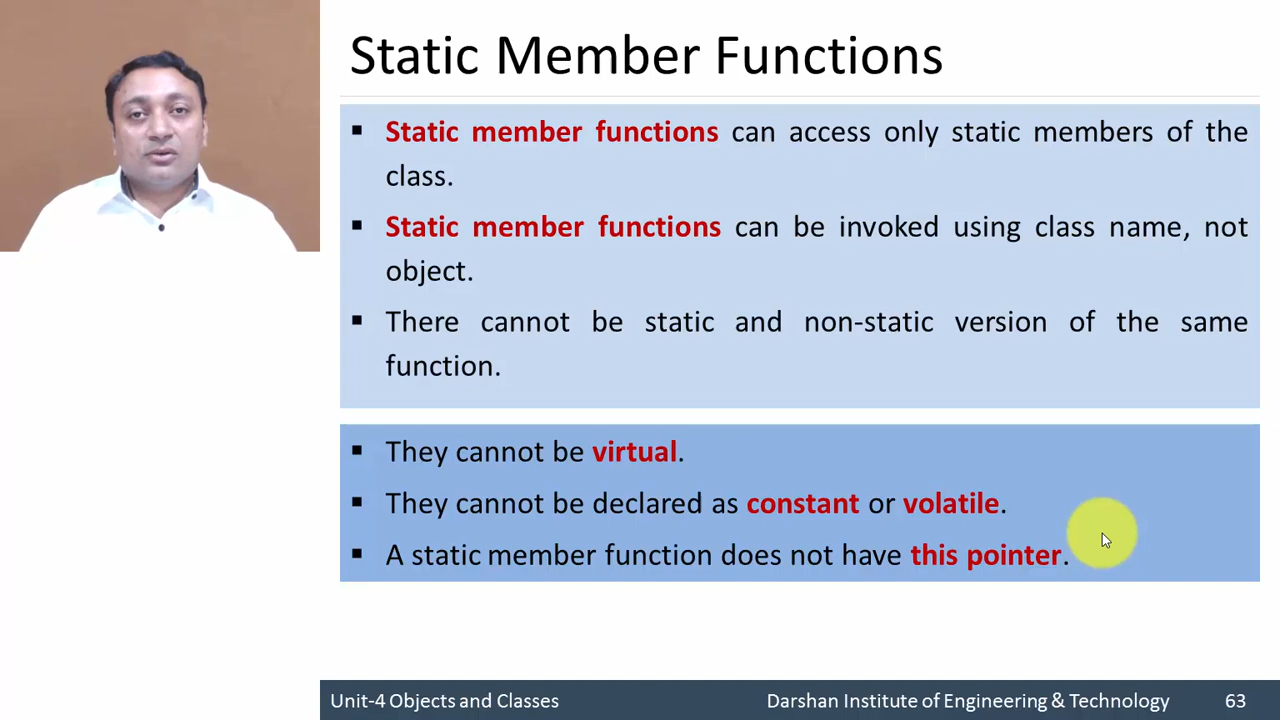 Static Member Functions
▪ Static member functions can access only static members of the
class.
▪ Static member functions can be invoked using class name, not
object.
▪ There cannot be static and non-static version of the same
function.
▪ They cannot be virtual.
▪ They cannot be declared as constant or volatile.
▪ A static member function does not have this pointer.
Unit-4 Objects and Classes
Darshan Institute of Engineering & Technology
63